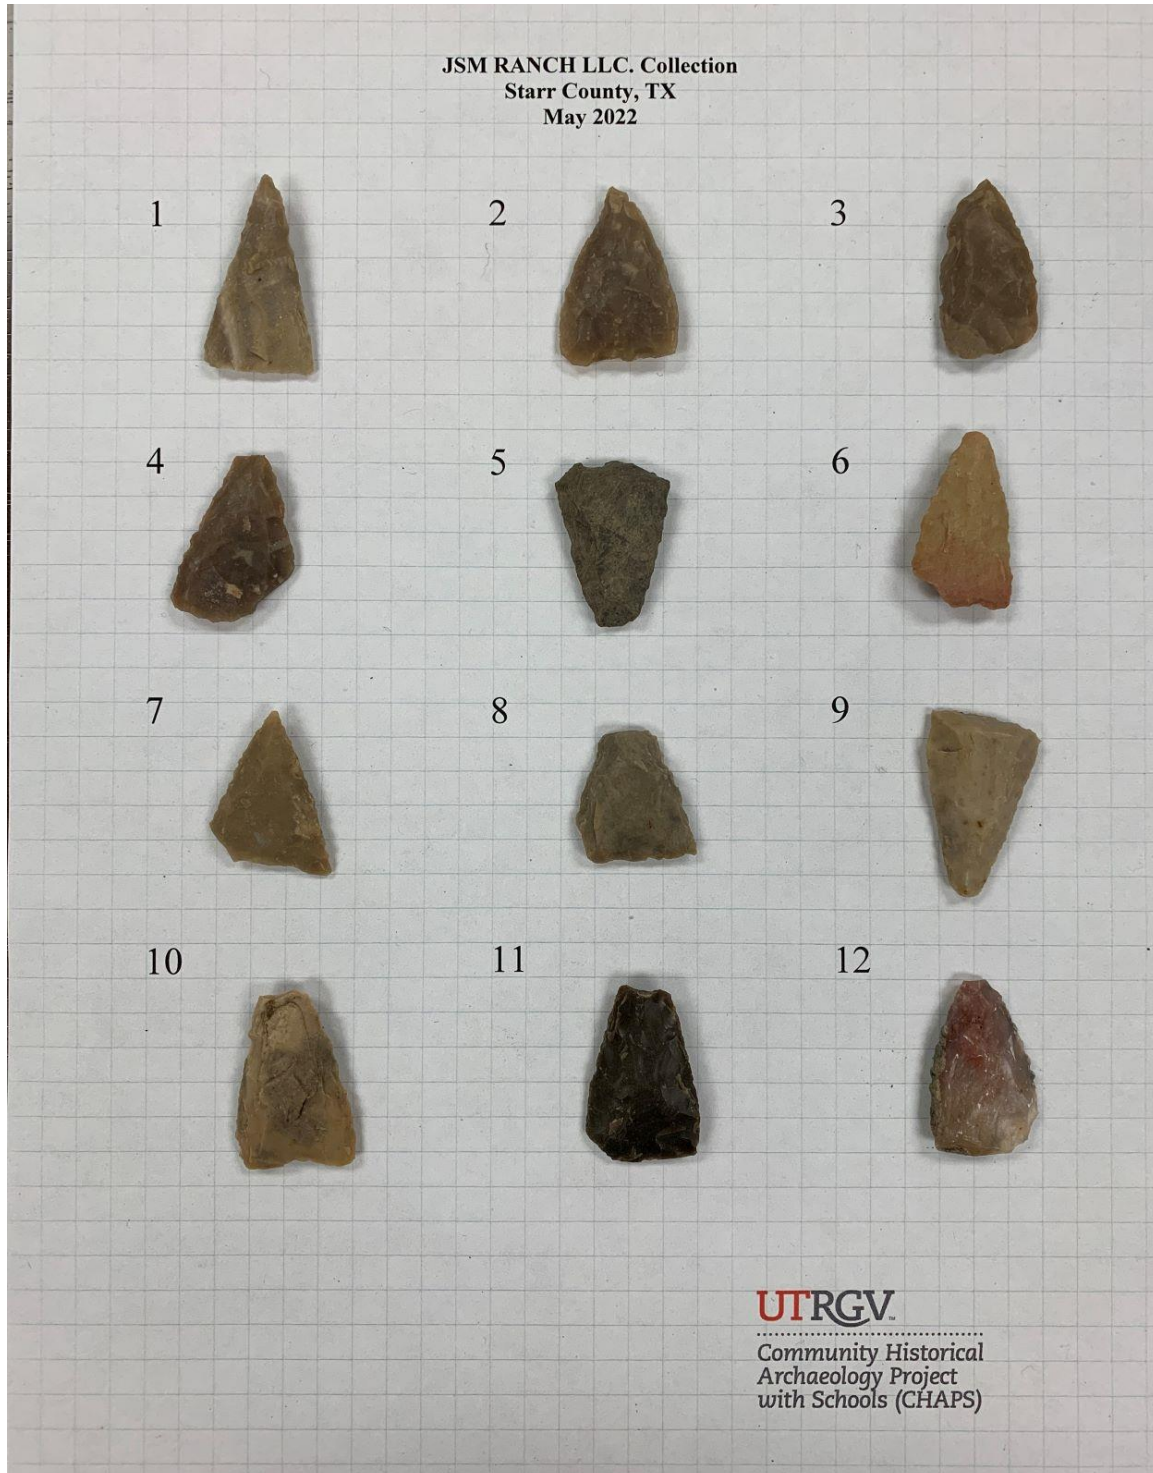 JSM RANCH LLC. Collection
Starr County, TX
May 2022
1
2
3
4
5
6
7
8
9
10
11
12
UTRGV™
Community Historical
Archaeology Project
with Schools (CHAPS)